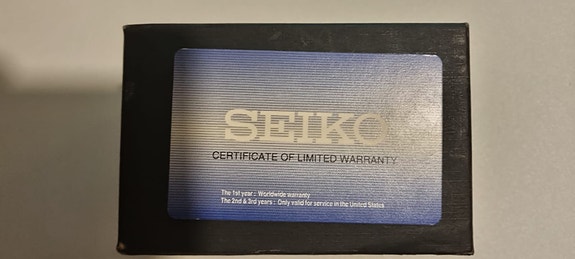 SEIKO
CERTIFICATE OF LIMITED WARRANTY
The 1st year : Worldwide warranty
The 2nd & 3rd years : Only valid for service in the United States